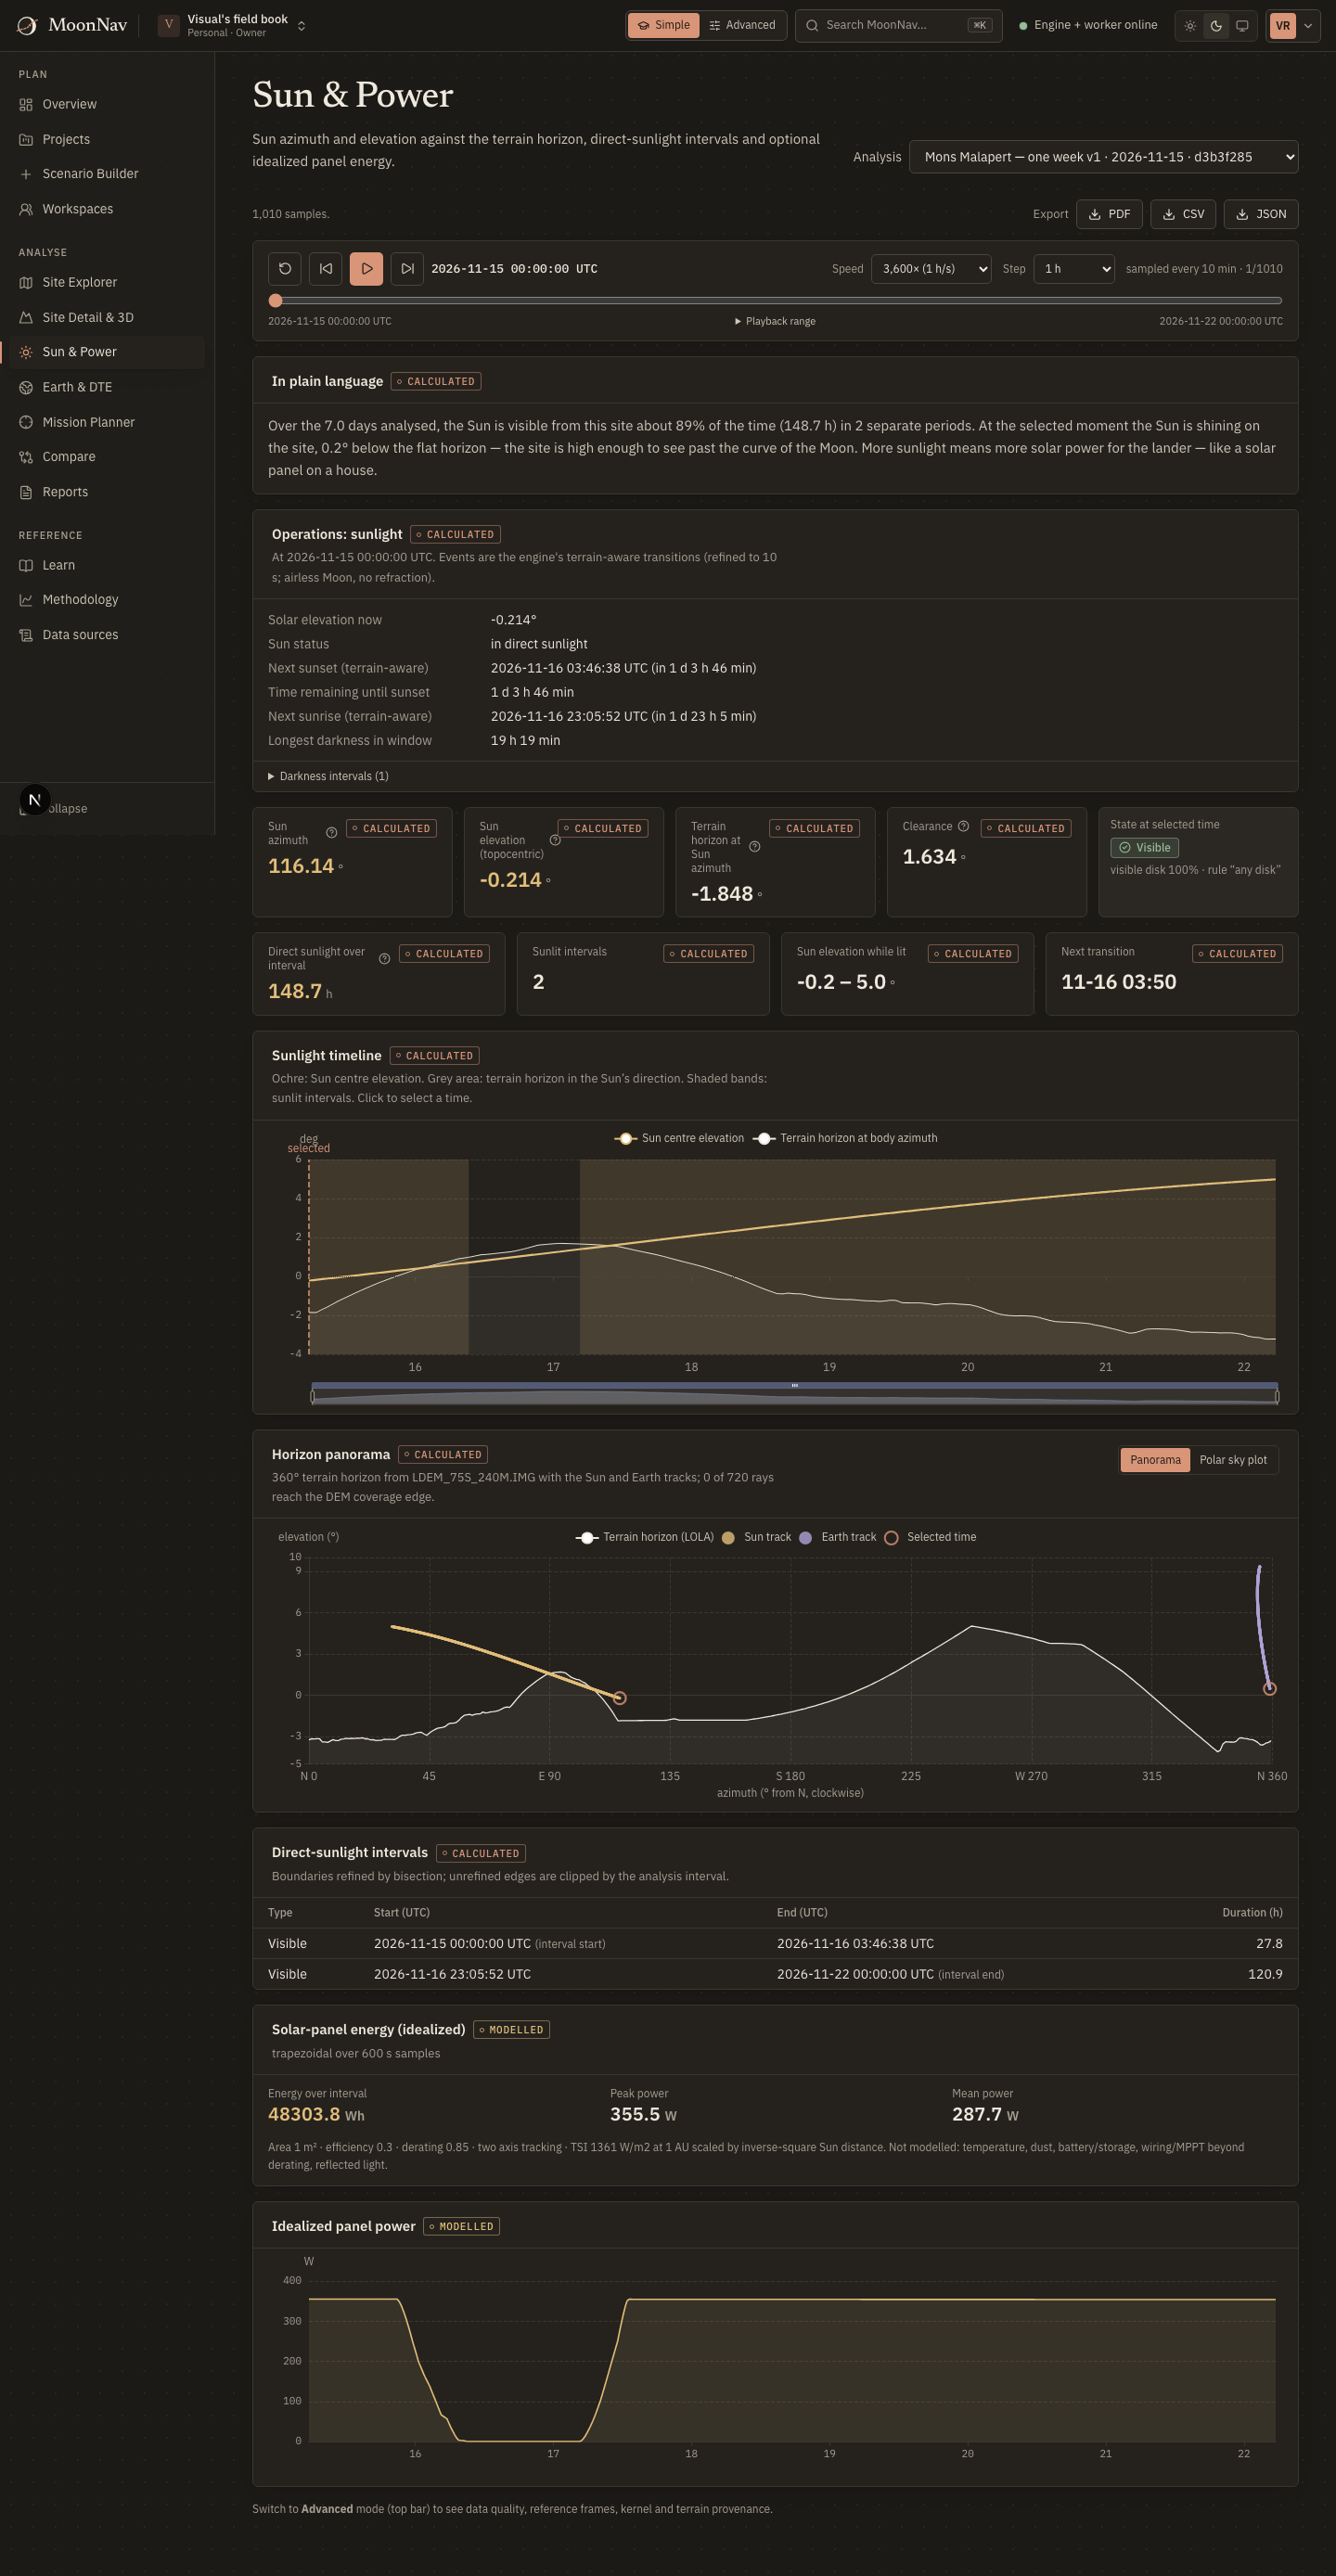 MoonNav
V
Visual's field book
Personal · Owner
Simple
Advanced
Search MoonNav...
⌘K
Engine + worker online
VR
PLAN
Overview
Projects
Scenario Builder
Workspaces
ANALYSE
Site Explorer
Site Detail & 3D
Sun & Power
Earth & DTE
Mission Planner
Compare
Reports
REFERENCE
Learn
Methodology
Data sources
N
ollapse
Sun & Power
Sun azimuth and elevation against the terrain horizon, direct-sunlight intervals and optional
idealized panel energy.
Analysis
Mons Malapert — one week v1 · 2026-11-15 · d3b3f285
1,010 samples.
Export
PDF
CSV
JSON
2026-11-15 00:00:00 UTC
Speed
3,600× (1 h/s)
Step
1 h
sampled every 10 min · 1/1010
2026-11-15 00:00:00 UTC
Playback range
2026-11-22 00:00:00 UTC
In plain language
CALCULATED
Over the 7.0 days analysed, the Sun is visible from this site about 89% of the time (148.7 h) in 2 separate periods. At the selected moment the Sun is shining on
the site, 0.2° below the flat horizon — the site is high enough to see past the curve of the Moon. More sunlight means more solar power for the lander — like a solar
panel on a house.
Operations: sunlight
CALCULATED
At 2026-11-15 00:00:00 UTC. Events are the engine's terrain-aware transitions (refined to 10
s; airless Moon, no refraction).
Solar elevation now
-0.214°
Sun status
in direct sunlight
Next sunset (terrain-aware)
2026-11-16 03:46:38 UTC (in 1 d 3 h 46 min)
Time remaining until sunset
1 d 3 h 46 min
Next sunrise (terrain-aware)
2026-11-16 23:05:52 UTC (in 1 d 23 h 5 min)
Longest darkness in window
19 h 19 min
Darkness intervals (1)
Sun
azimuth
CALCULATED
116.14 °
Sun
elevation
(topocentric)
CALCULATED
-0.214 °
Terrain
horizon at
Sun
azimuth
CALCULATED
-1.848 °
Clearance
CALCULATED
1.634 °
State at selected time
Visible
visible disk 100% · rule “any disk”
Direct sunlight over
interval
CALCULATED
148.7 h
Sunlit intervals
CALCULATED
2
Sun elevation while lit
CALCULATED
-0.2 – 5.0 °
Next transition
CALCULATED
11-16 03:50
Sunlight timeline
CALCULATED
Ochre: Sun centre elevation. Grey area: terrain horizon in the Sun’s direction. Shaded bands:
sunlit intervals. Click to select a time.
deg
selected
Sun centre elevation
Terrain horizon at body azimuth
6
4
2
0
-2
-4
16
17
18
19
20
21
22
Horizon panorama
CALCULATED
360° terrain horizon from LDEM_75S_240M.IMG with the Sun and Earth tracks; 0 of 720 rays
reach the DEM coverage edge.
Panorama
Polar sky plot
elevation (°)
Terrain horizon (LOLA)
Sun track
Earth track
Selected time
10
9
6
3
0
-3
-5
N 0
45
E 90
135
S 180
225
W 270
315
N 360
azimuth (° from N, clockwise)
Direct-sunlight intervals
CALCULATED
Boundaries refined by bisection; unrefined edges are clipped by the analysis interval.
Type
Start (UTC)
End (UTC)
Duration (h)
Visible
2026-11-15 00:00:00 UTC (interval start)
2026-11-16 03:46:38 UTC
27.8
Visible
2026-11-16 23:05:52 UTC
2026-11-22 00:00:00 UTC (interval end)
120.9
Solar-panel energy (idealized)
MODELLED
trapezoidal over 600 s samples
Energy over interval
48303.8 Wh
Peak power
355.5 W
Mean power
287.7 W
Area 1 m² · efficiency 0.3 · derating 0.85 · two axis tracking · TSI 1361 W/m2 at 1 AU scaled by inverse-square Sun distance. Not modelled: temperature, dust, battery/storage, wiring/MPPT beyond
derating, reflected light.
Idealized panel power
MODELLED
W
400
300
200
100
0
16
17
18
19
20
21
22
Switch to Advanced mode (top bar) to see data quality, reference frames, kernel and terrain provenance.